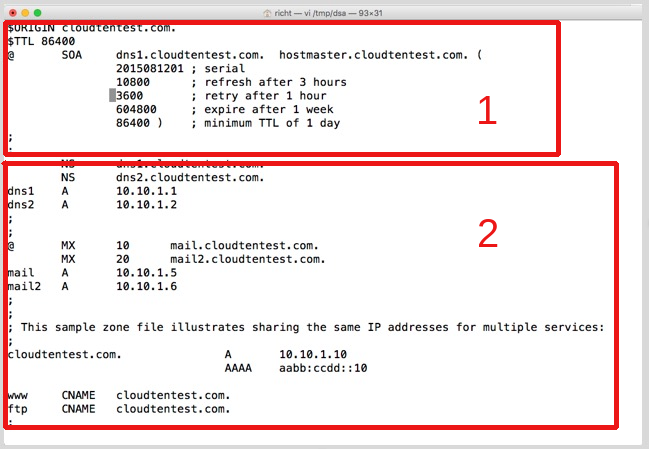 richt — vi /tmp/dsa — 93×31
$ORIGIN cloudtentest.com.
$TTL 86400
@ SOA dns1.cloudtentest.com. hostmaster.cloudtentest.com. (
2015081201 ; serial
10800 ; refresh after 3 hours
3600 ; retry after 1 hour
604800 ; expire after 1 week
86400 ) ; minimum TTL of 1 day
;
;
1
NS dns1.cloudtentest.com.
NS dns2.cloudtentest.com.
dns1 A 10.10.1.1
dns2 A 10.10.1.2
;
;
2
@ MX 10 mail.cloudtentest.com.
MX 20 mail2.cloudtentest.com.
mail A 10.10.1.5
mail2 A 10.10.1.6
;
;
; This sample zone file illustrates sharing the same IP addresses for multiple services:
;
cloudtentest.com. A 10.10.1.10
AAAA aabb:ccdd::10
www CNAME cloudtentest.com.
ftp CNAME cloudtentest.com.
;